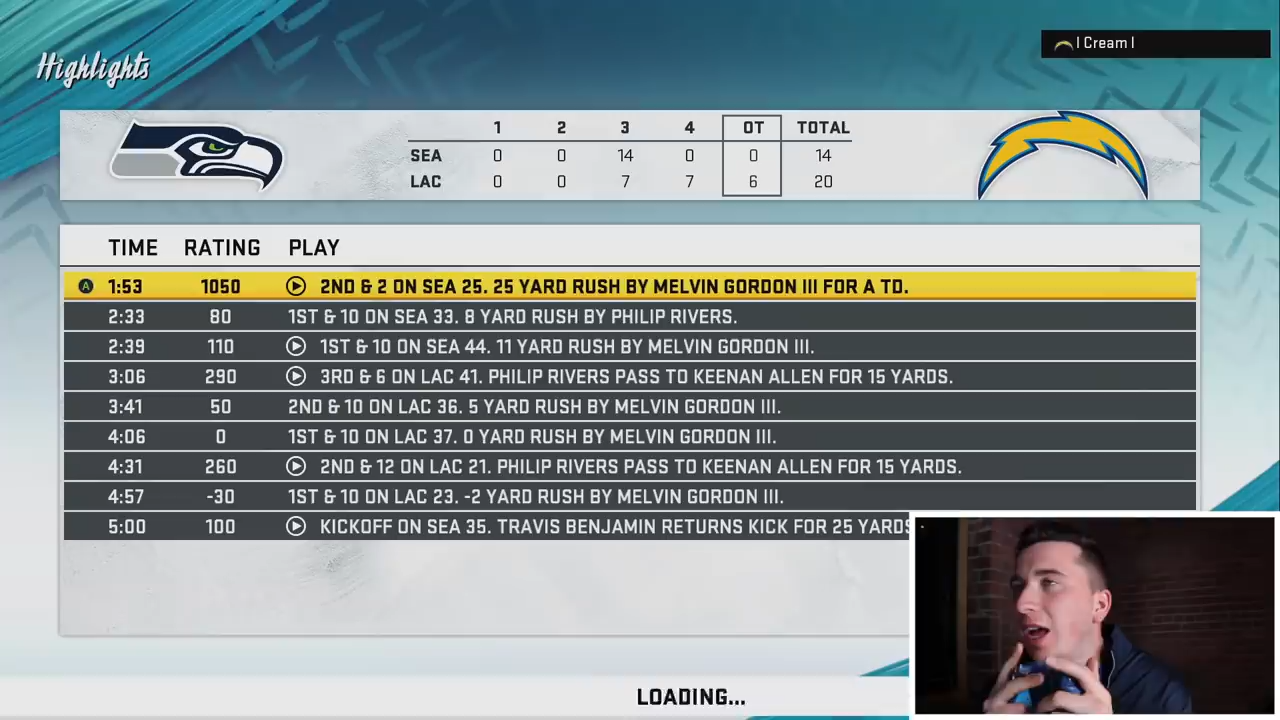 I Cream I
Highlights
1 2 3 4 OT TOTAL
SEA 0 0 14 0 0 14
LAC 0 0 7 7 6 20
TIME RATING PLAY
A 1:53 1050 2ND & 2 ON SEA 25. 25 YARD RUSH BY MELVIN GORDON III FOR A TD.
2:33 80 1ST & 10 ON SEA 33. 8 YARD RUSH BY PHILIP RIVERS.
2:39 110 1ST & 10 ON SEA 44. 11 YARD RUSH BY MELVIN GORDON III.
3:06 290 3RD & 6 ON LAC 41. PHILIP RIVERS PASS TO KEENAN ALLEN FOR 15 YARDS.
3:41 50 2ND & 10 ON LAC 36. 5 YARD RUSH BY MELVIN GORDON III.
4:06 0 1ST & 10 ON LAC 37. 0 YARD RUSH BY MELVIN GORDON III.
4:31 260 2ND & 12 ON LAC 21. PHILIP RIVERS PASS TO KEENAN ALLEN FOR 15 YARDS.
4:57 -30 1ST & 10 ON LAC 23. -2 YARD RUSH BY MELVIN GORDON III.
5:00 100 KICKOFF ON SEA 35. TRAVIS BENJAMIN RETURNS KICK FOR 25 YARDS
LOADING...